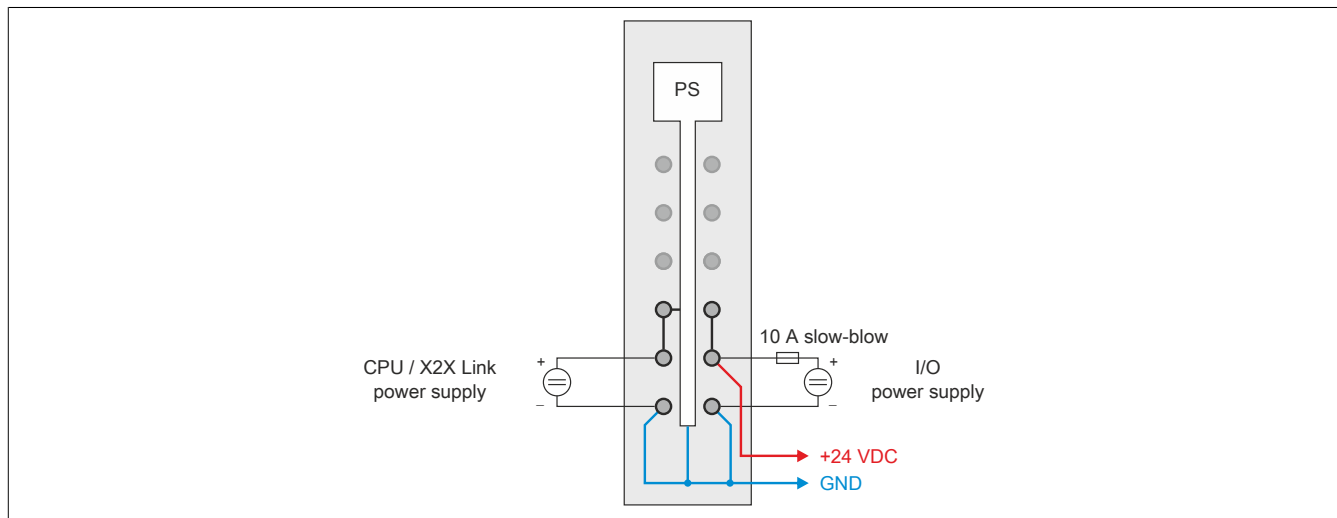 PS
10 A slow-blow
CPU / X2X Link
power supply
+
–
+
–
I/O
power supply
+24 VDC
GND